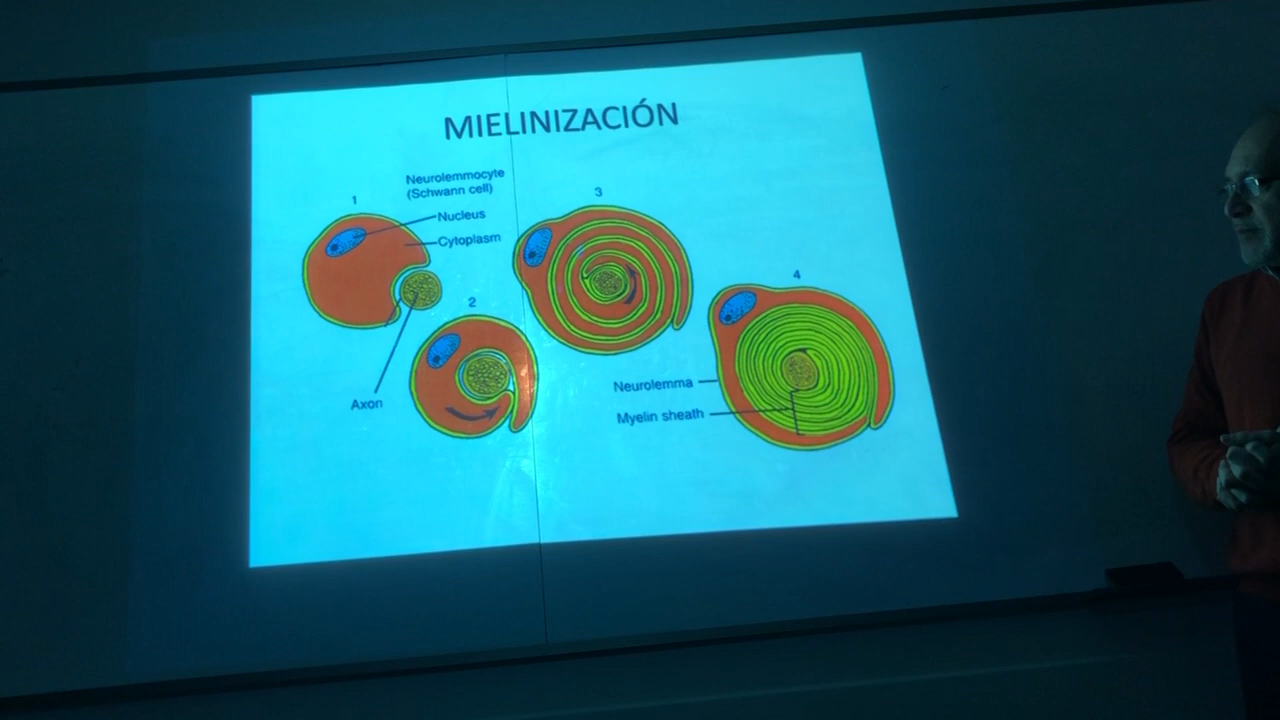 MIELINIZACIÓN
Neurolemmocyte
(Schwann cell)
1
Nucleus
Cytoplasm
Axon
2
3
4
Neurolemma
Myelin sheath